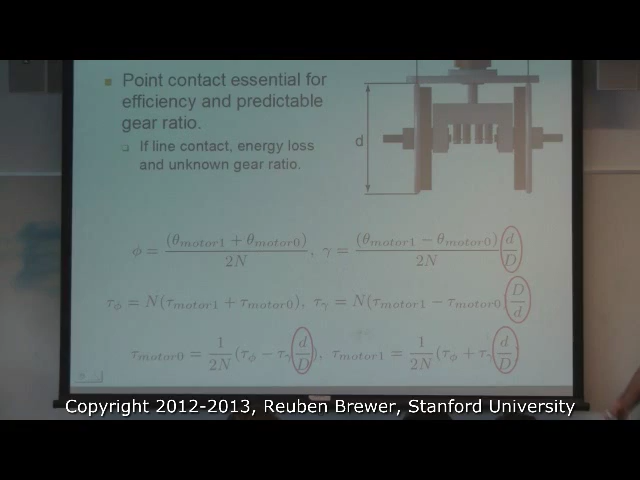 Point contact essential for
efficiency and predictable
gear ratio.
If line contact, energy loss
and unknown gear ratio.
d
ϕ = (θmotor1 + θmotor0) / 2N, γ = (θmotor1 − θmotor0) / 2N d/D
τϕ = N(τmotor1 + τmotor0), τγ = N(τmotor1 − τmotor0) D/d
τmotor0 = 1/2N (τϕ − τγ d/D), τmotor1 = 1/2N (τϕ + τγ d/D)
Copyright 2012-2013, Reuben Brewer, Stanford University